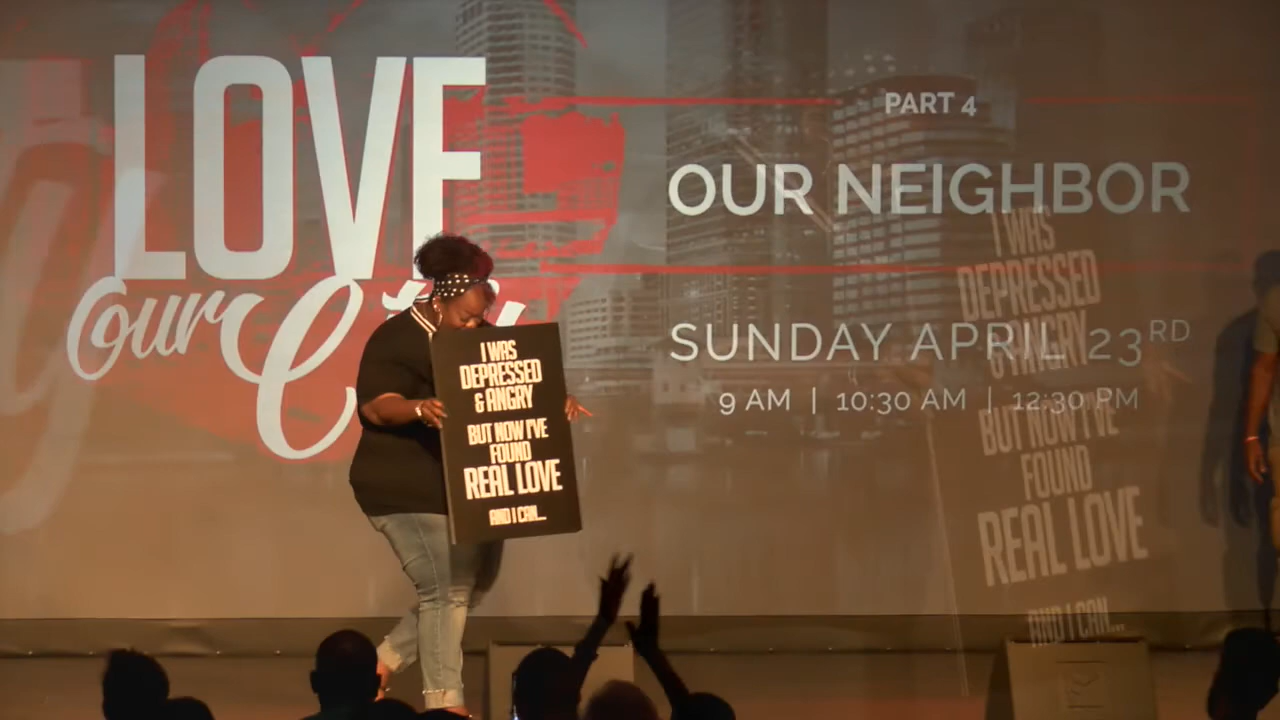 LOVE
Our C
PART 4
OUR NEIGHBOR
SUNDAY APRIL 23RD
9 AM | 10:30 AM | 12:30 PM
I WAS
DEPRESSED
& ANGRY
BUT NOW I'VE
FOUND
REAL LOVE
AND I CAN...
I WAS
DEPRESSED
& ANGRY
BUT NOW I'VE
FOUND
REAL LOVE
AND I CAN...